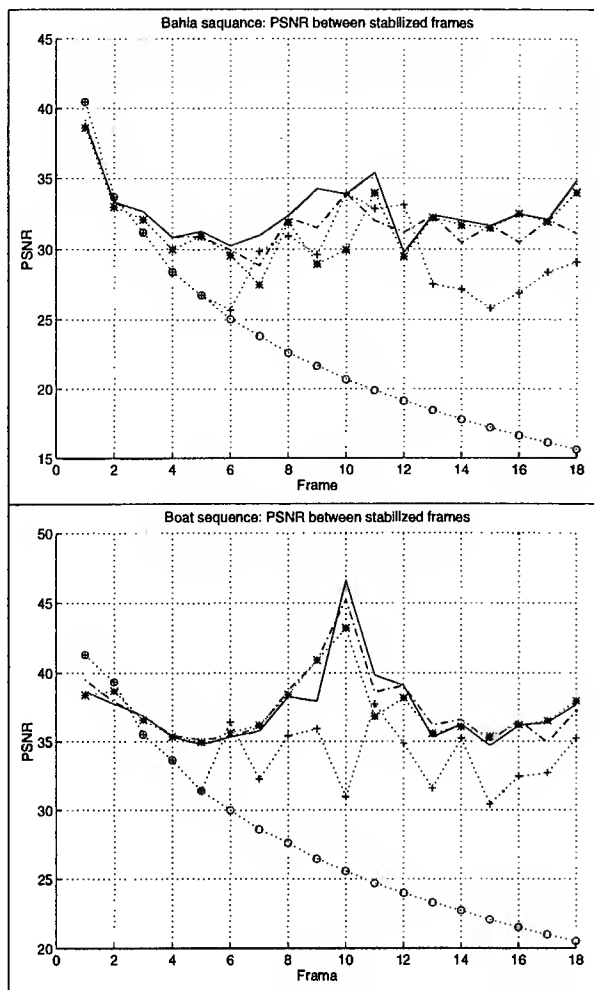 Bahia saquance: PSNR between stabilized frames
45
40
35
30
25
20
15
PSNR
0 2 4 6 8 10 12 14 16 18
Frame
Boat sequence: PSNR between stabilized frames
50
45
40
35
30
25
20
PSNR
0 2 4 6 8 10 12 14 16 18
Frama